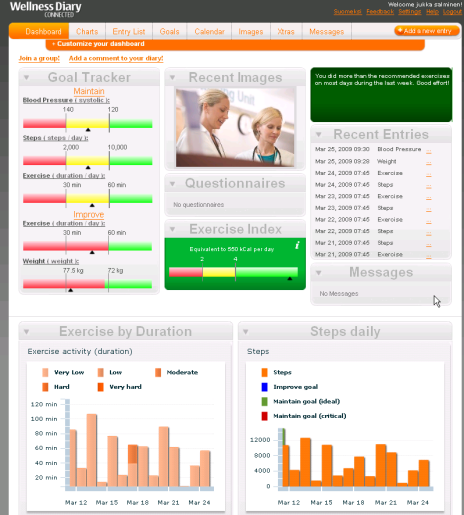 Wellness Diary
CONNECTED
Welcome jukka salminen!
Suomeksi Feedback Settings Help Logout
Dashboard Charts Entry List Goals Calendar Images Xtras Messages
Add a new entry
Customize your dashboard
Join a group! Add a comment to your diary!
Goal Tracker
Maintain
Blood Pressure ( systolic ):
140 120
Steps ( steps / day ):
2,000 10,000
Exercise ( duration / day ):
30 min 60 min
Improve
Exercise ( duration / day ):
30 min 60 min
Weight ( weight ):
77.5 kg 72 kg
Recent Images
Questionnaires
No questionnaires
Exercise Index
Equivalent to 550 kCal per day
i
2 4
You did more than the recommended exercises
on most days during the last week. Good effort!
Recent Entries
Mar 25, 2009 09:30 Blood Pressure ...
Mar 25, 2009 09:28 Weight ...
Mar 24, 2009 07:45 Exercise ...
Mar 24, 2009 07:45 Steps ...
Mar 23, 2009 07:45 Exercise ...
Mar 23, 2009 07:45 Steps ...
Mar 22, 2009 07:45 Exercise ...
Mar 22, 2009 07:45 Steps ...
Mar 21, 2009 07:45 Steps ...
Mar 21, 2009 07:45 Exercise ...
Messages
No Messages
Exercise by Duration
Exercise activity (duration)
Very Low Low Moderate
Hard Very hard
120 min
100 min
80 min
60 min
40 min
20 min
Mar 12 Mar 15 Mar 18 Mar 21 Mar 24
Steps daily
Steps
Steps
Improve goal
Maintain goal (ideal)
Maintain goal (critical)
12000
8000
4000
0
Mar 12 Mar 15 Mar 18 Mar 21 Mar 24